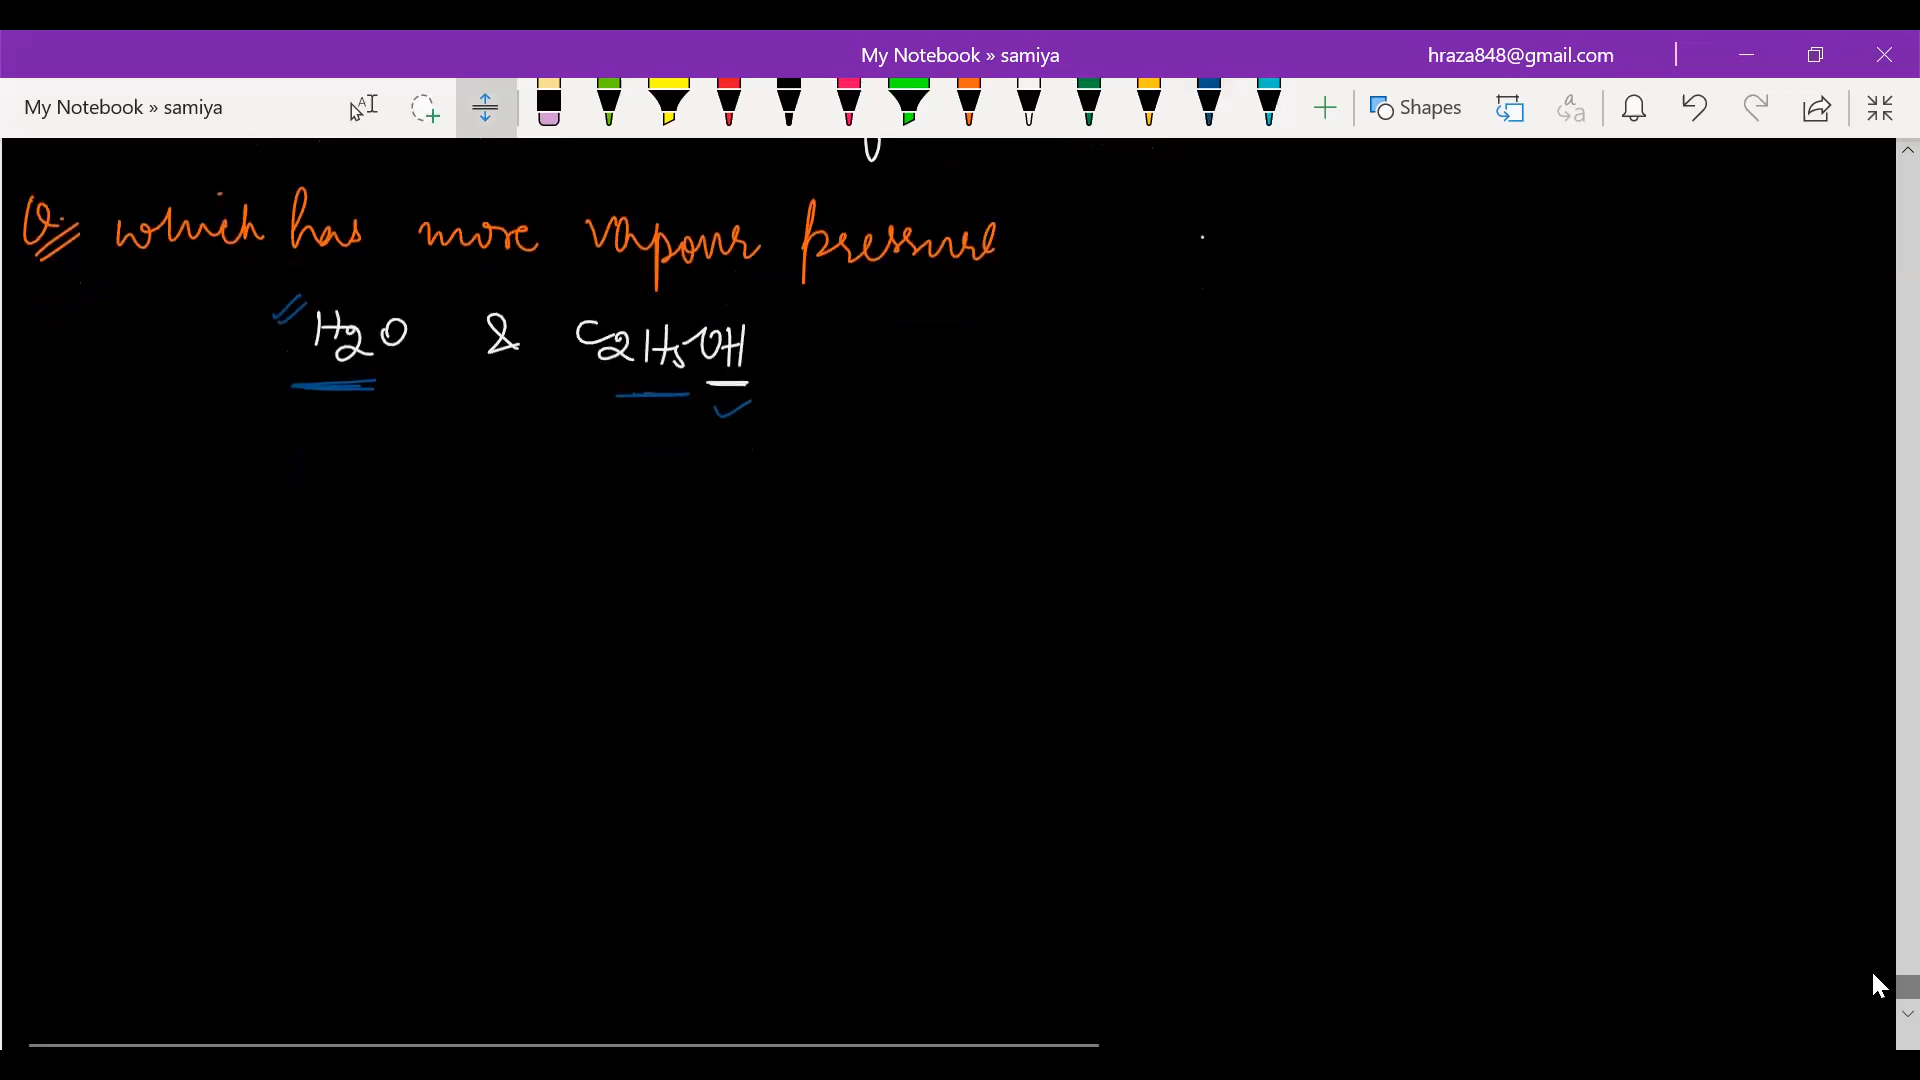 My Notebook » samiya
hraza848@gmail.com
My Notebook » samiya
Shapes
Q:- which has more vapour pressure
H2O & C2H5OH